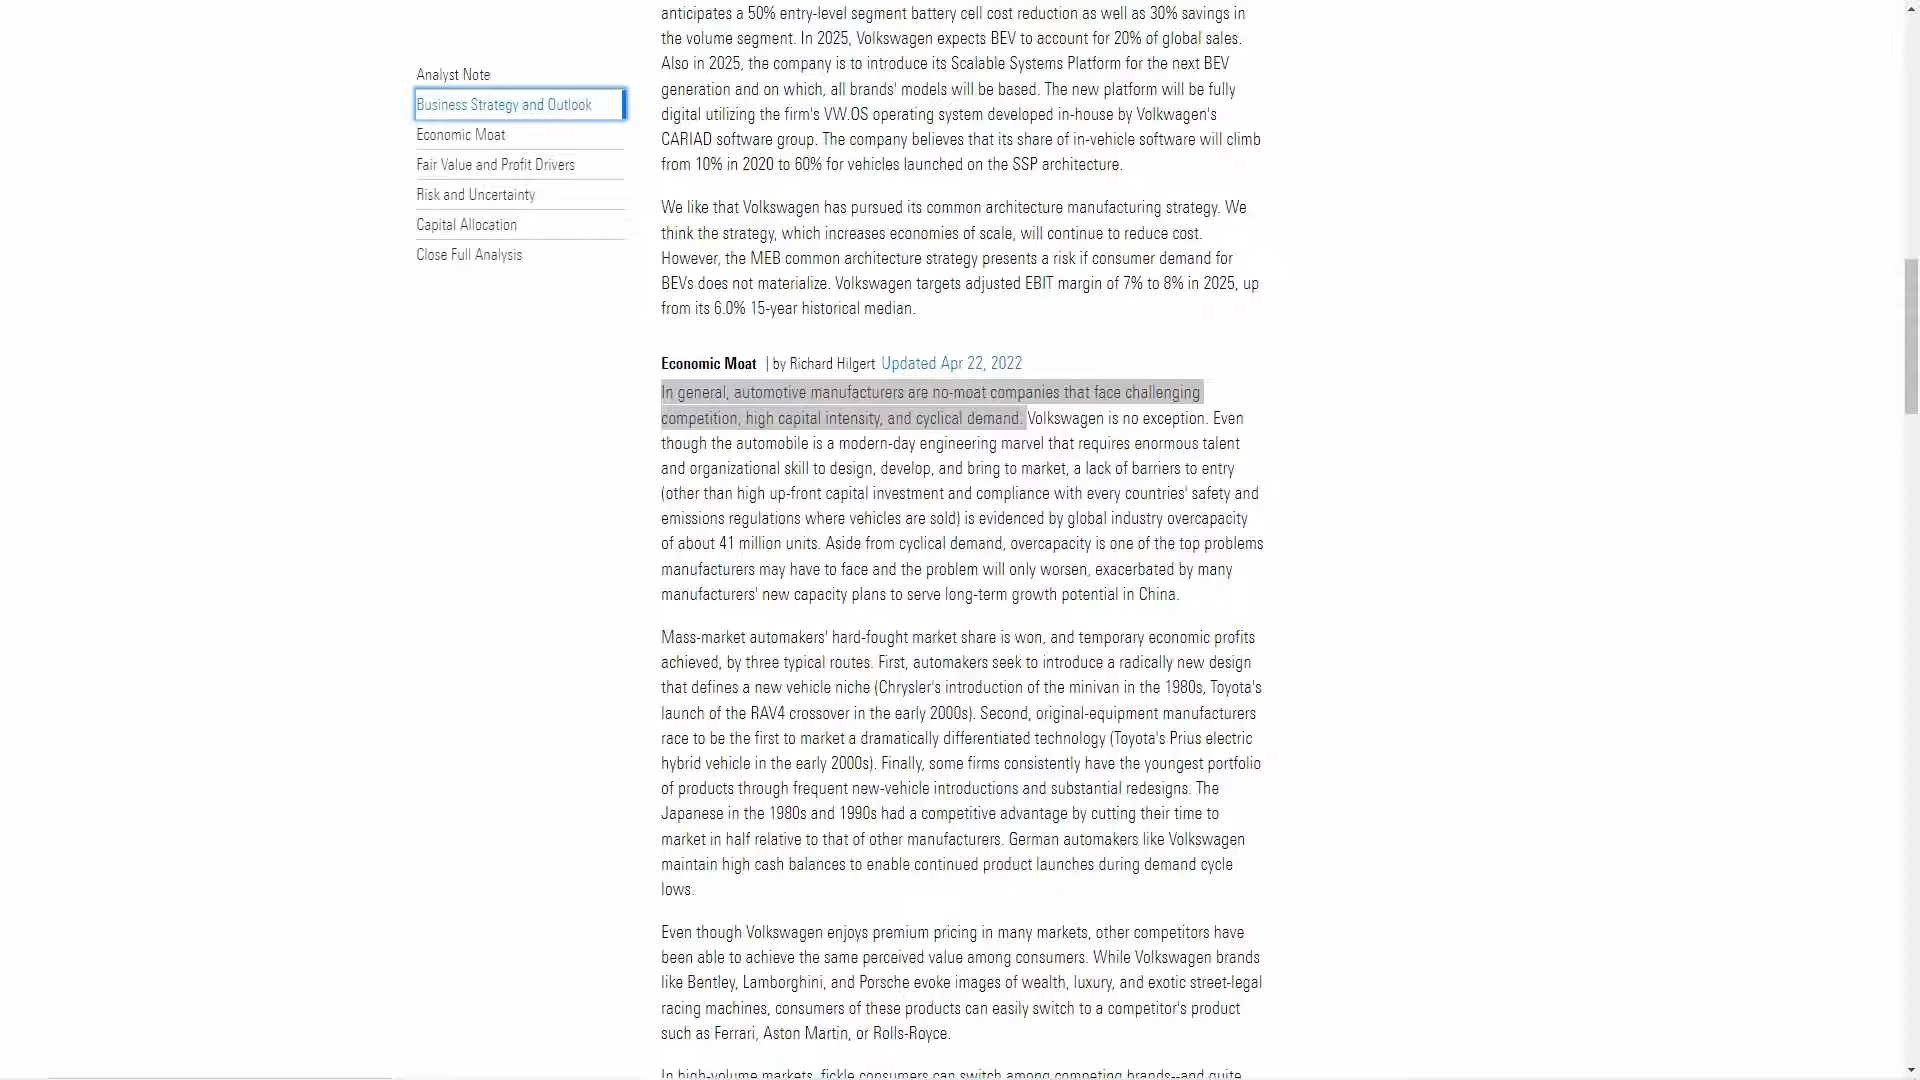 anticipates a 50% entry-level segment battery cell cost reduction as well as 30% savings in
the volume segment. In 2025, Volkswagen expects BEV to account for 20% of global sales.
Also in 2025, the company is to introduce its Scalable Systems Platform for the next BEV
generation and on which, all brands' models will be based. The new platform will be fully
digital utilizing the firm's VW.OS operating system developed in-house by Volkwagen's
CARIAD software group. The company believes that its share of in-vehicle software will climb
from 10% in 2020 to 60% for vehicles launched on the SSP architecture.
Analyst Note
Business Strategy and Outlook
Economic Moat
Fair Value and Profit Drivers
Risk and Uncertainty
Capital Allocation
Close Full Analysis
We like that Volkswagen has pursued its common architecture manufacturing strategy. We
think the strategy, which increases economies of scale, will continue to reduce cost.
However, the MEB common architecture strategy presents a risk if consumer demand for
BEVs does not materialize. Volkswagen targets adjusted EBIT margin of 7% to 8% in 2025, up
from its 6.0% 15-year historical median.
Economic Moat | by Richard Hilgert Updated Apr 22, 2022
In general, automotive manufacturers are no-moat companies that face challenging
competition, high capital intensity, and cyclical demand. Volkswagen is no exception. Even
though the automobile is a modern-day engineering marvel that requires enormous talent
and organizational skill to design, develop, and bring to market, a lack of barriers to entry
(other than high up-front capital investment and compliance with every countries' safety and
emissions regulations where vehicles are sold) is evidenced by global industry overcapacity
of about 41 million units. Aside from cyclical demand, overcapacity is one of the top problems
manufacturers may have to face and the problem will only worsen, exacerbated by many
manufacturers' new capacity plans to serve long-term growth potential in China.
Mass-market automakers' hard-fought market share is won, and temporary economic profits
achieved, by three typical routes. First, automakers seek to introduce a radically new design
that defines a new vehicle niche (Chrysler's introduction of the minivan in the 1980s, Toyota's
launch of the RAV4 crossover in the early 2000s). Second, original-equipment manufacturers
race to be the first to market a dramatically differentiated technology (Toyota's Prius electric
hybrid vehicle in the early 2000s). Finally, some firms consistently have the youngest portfolio
of products through frequent new-vehicle introductions and substantial redesigns. The
Japanese in the 1980s and 1990s had a competitive advantage by cutting their time to
market in half relative to that of other manufacturers. German automakers like Volkswagen
maintain high cash balances to enable continued product launches during demand cycle
lows.
Even though Volkswagen enjoys premium pricing in many markets, other competitors have
been able to achieve the same perceived value among consumers. While Volkswagen brands
like Bentley, Lamborghini, and Porsche evoke images of wealth, luxury, and exotic street-legal
racing machines, consumers of these products can easily switch to a competitor's product
such as Ferrari, Aston Martin, or Rolls-Royce.
In high-volume markets, fickle consumers can switch among competing brands--and quite